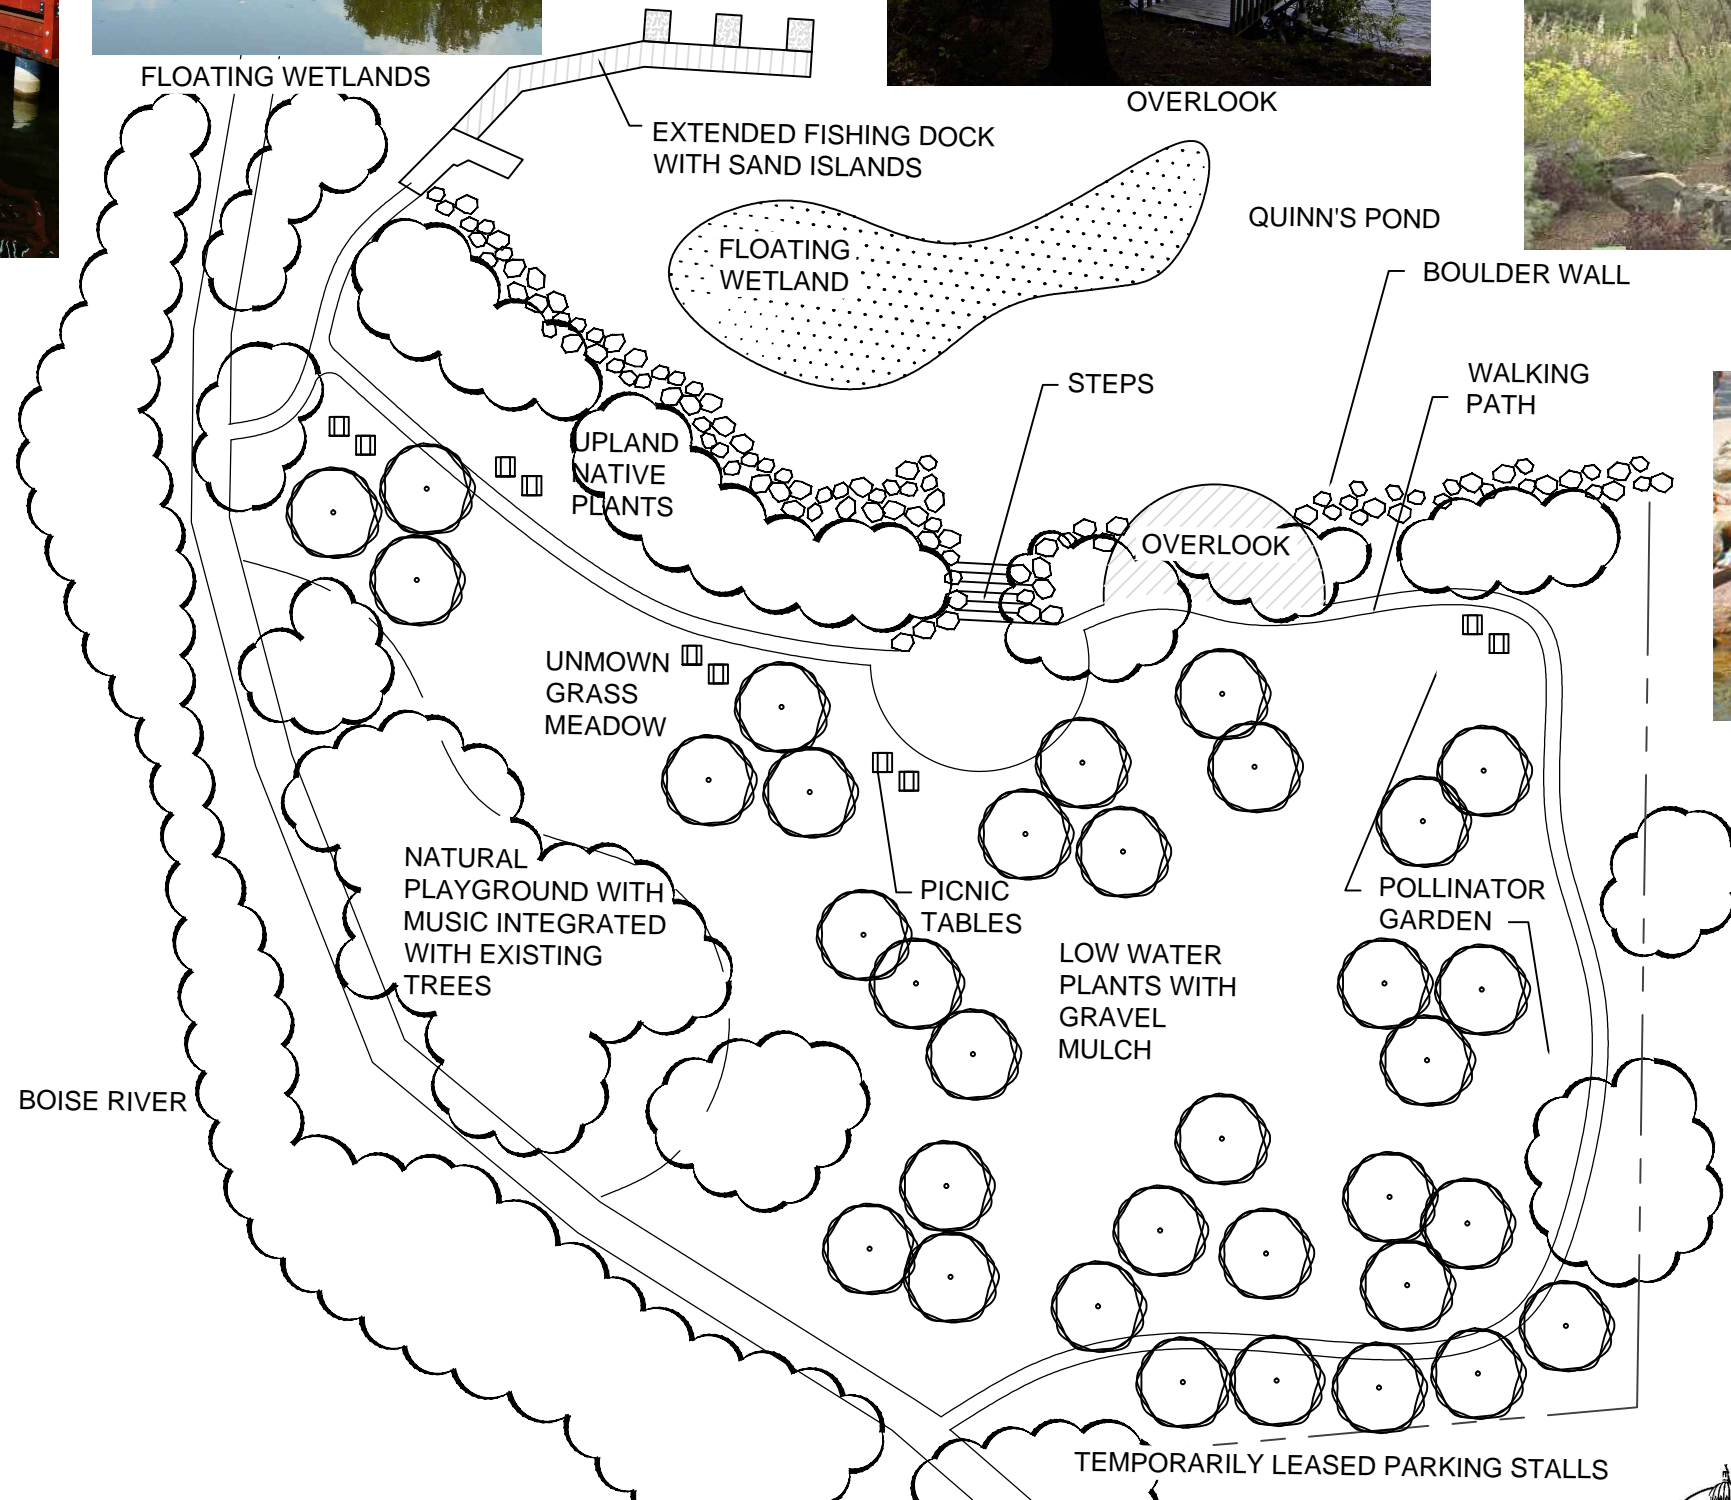 FLOATING WETLANDS
OVERLOOK
EXTENDED FISHING DOCK
WITH SAND ISLANDS
QUINN'S POND
FLOATING
WETLAND
BOULDER WALL
STEPS
WALKING
PATH
UPLAND
NATIVE
PLANTS
OVERLOOK
UNMOWN
GRASS
MEADOW
NATURAL
PLAYGROUND WITH
MUSIC INTEGRATED
WITH EXISTING
TREES
PICNIC
TABLES
POLLINATOR
GARDEN
LOW WATER
PLANTS WITH
GRAVEL
MULCH
BOISE RIVER
TEMPORARILY LEASED PARKING STALLS